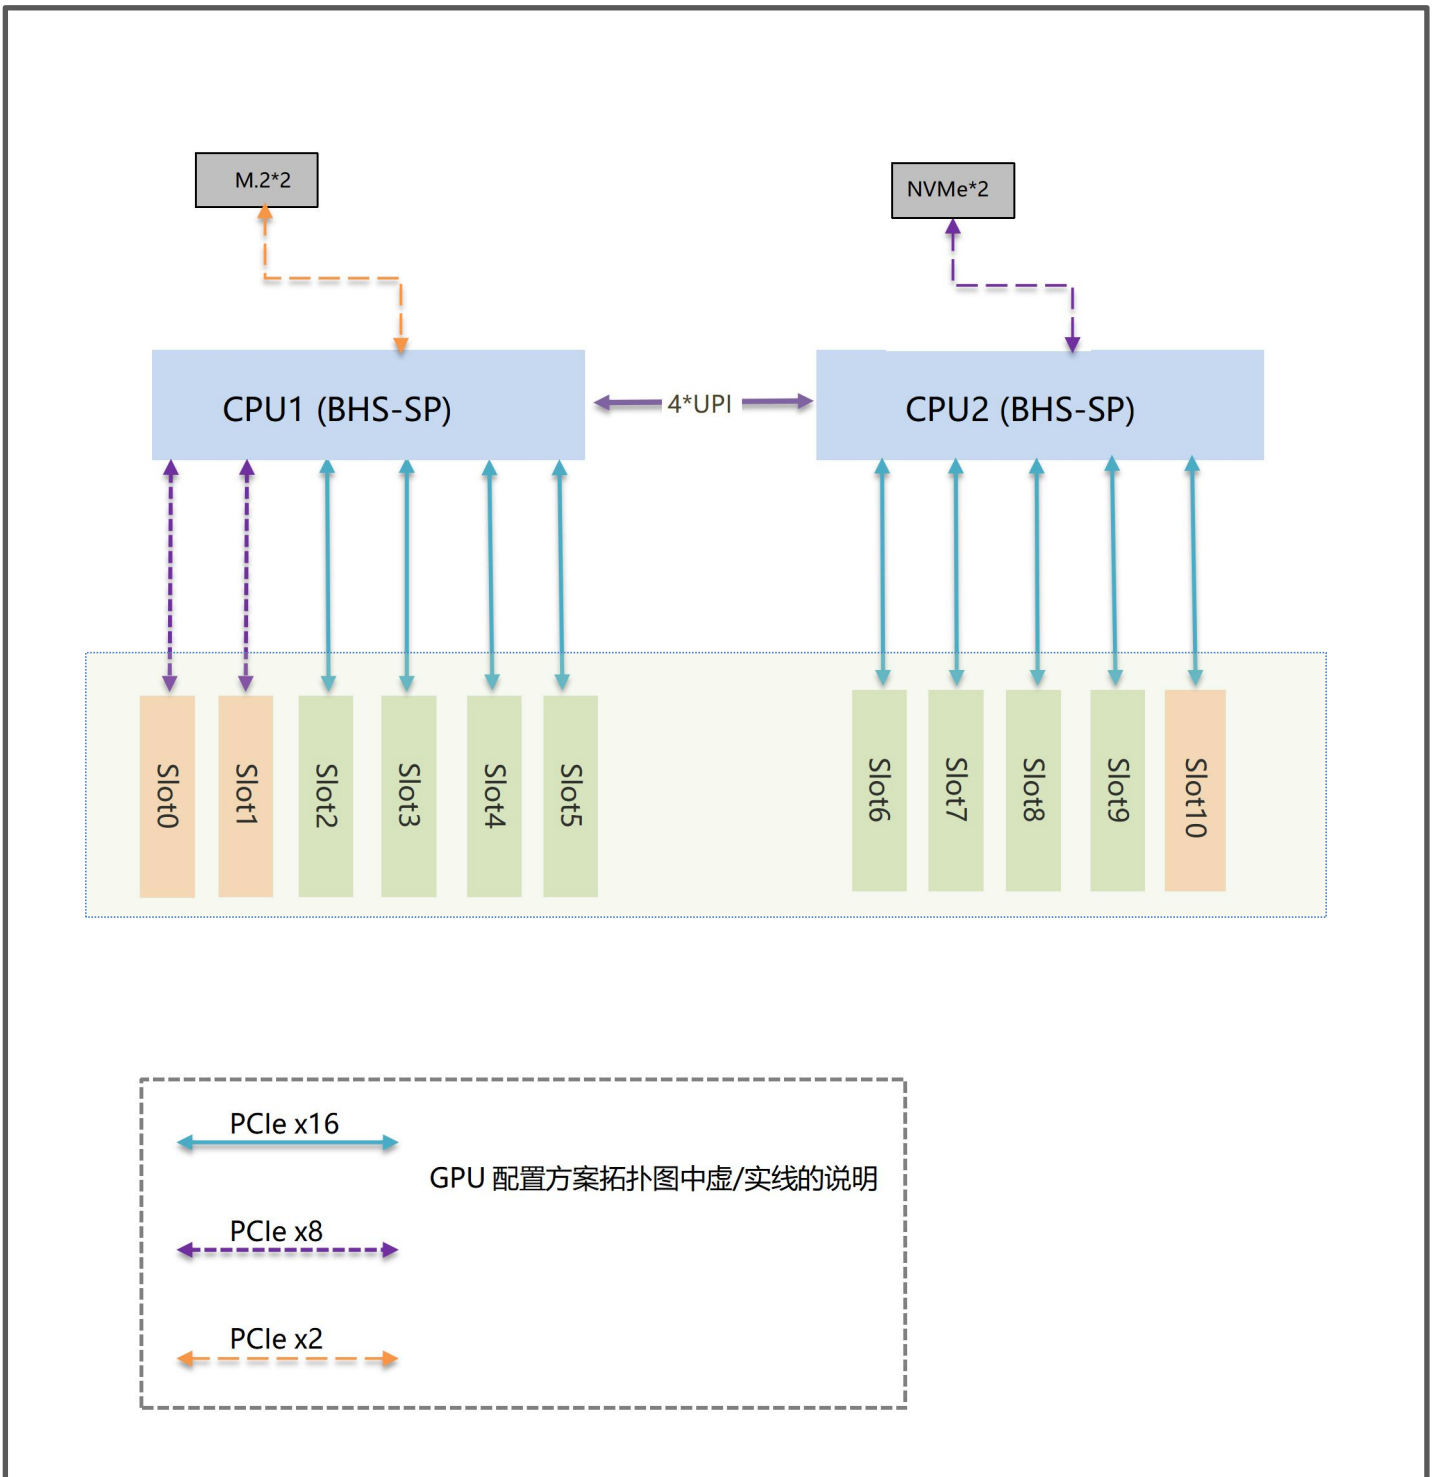 M.2*2
NVMe*2
CPU1 (BHS-SP)
4*UPI
CPU2 (BHS-SP)
Slot0
Slot1
Slot2
Slot3
Slot4
Slot5
Slot6
Slot7
Slot8
Slot9
Slot10
PCIe x16
GPU 配置方案拓扑图中虚/实线的说明
PCIe x8
PCIe x2